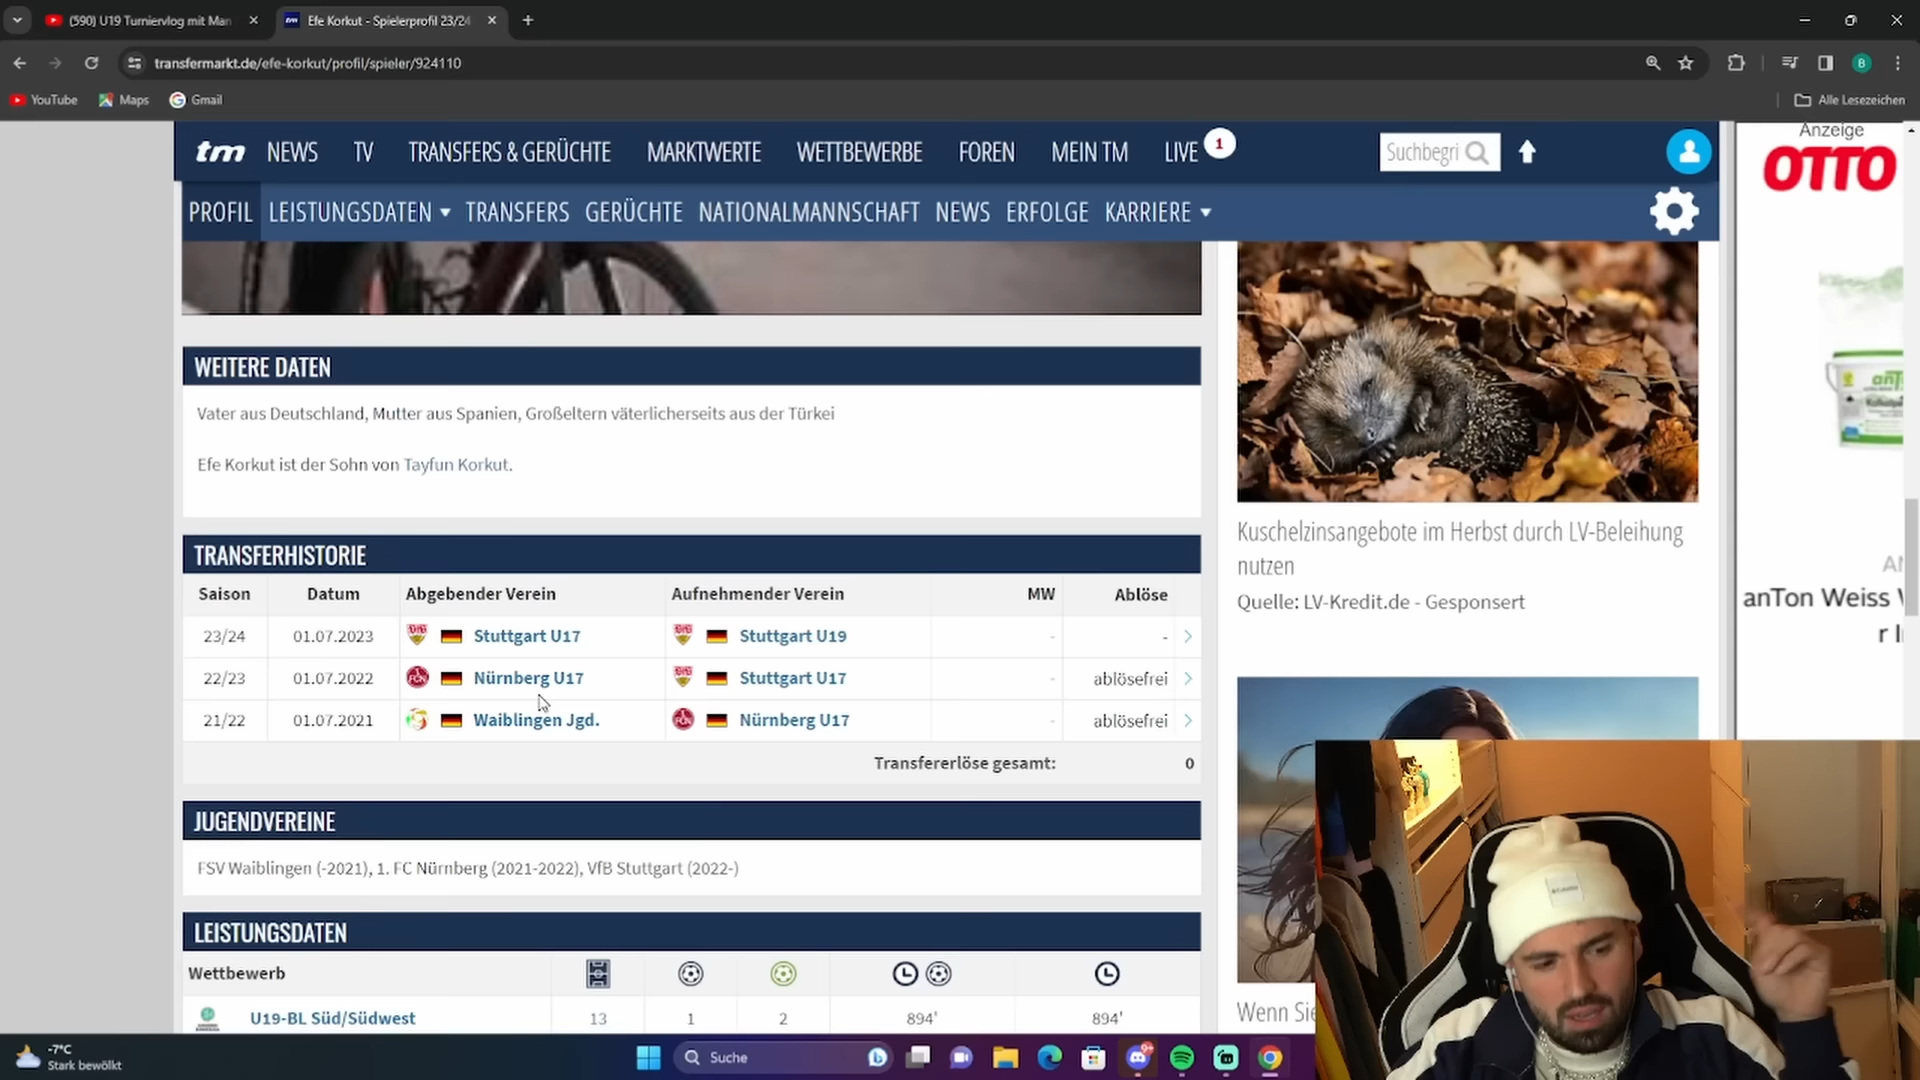 (590) U19 Turniervlog mit Mar
Efe Korkut - Spielerprofil 23/24
transfermarkt.de/efe-korkut/profil/spieler/924110
B
YouTube
Maps
Gmail
Alle Lesezeichen
tm NEWS TV TRANSFERS & GERÜCHTE MARKTWERTE WETTBEWERBE FOREN MEIN TM LIVE 1
Suchbegri
PROFIL LEISTUNGSDATEN TRANSFERS GERÜCHTE NATIONALMANNSCHAFT NEWS ERFOLGE KARRIERE
Anzeige
OTTO
WEITERE DATEN
Vater aus Deutschland, Mutter aus Spanien, Großeltern väterlicherseits aus der Türkei
Efe Korkut ist der Sohn von Tayfun Korkut.
TRANSFERHISTORIE
Saison Datum Abgebender Verein Aufnehmender Verein MW Ablöse
23/24 01.07.2023 Stuttgart U17 Stuttgart U19 - -
22/23 01.07.2022 Nürnberg U17 Stuttgart U17 - ablösefrei
21/22 01.07.2021 Waiblingen Jgd. Nürnberg U17 - ablösefrei
Transfererlöse gesamt: 0
JUGENDVEREINE
FSV Waiblingen (-2021), 1. FC Nürnberg (2021-2022), VfB Stuttgart (2022-)
LEISTUNGSDATEN
Wettbewerb
U19-BL Süd/Südwest 13 1 2 894' 894'
Kuschelzinsangebote im Herbst durch LV-Beleihung
nutzen
Quelle: LV-Kredit.de - Gesponsert
Wenn Sie
anTon Weiss
-7°C
Stark bewölkt
Suche